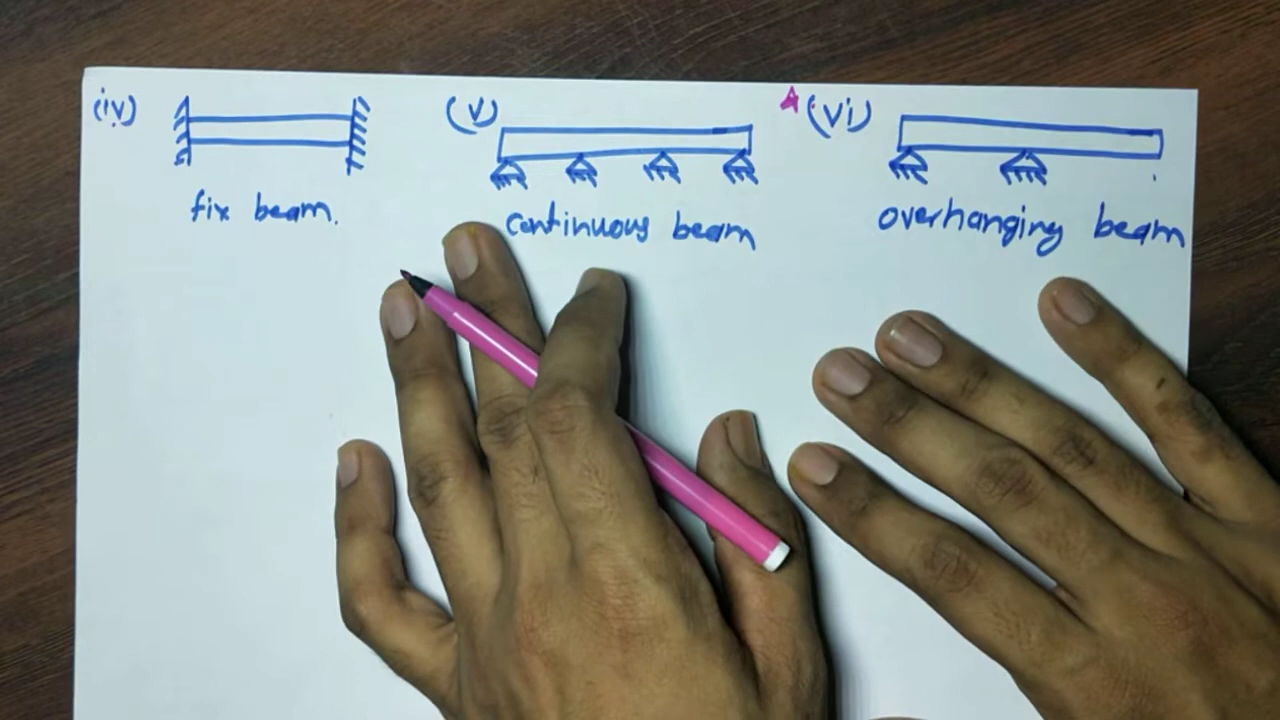 (iv)
fix beam.
(v)
continuous beam
(vi)
overhanging beam